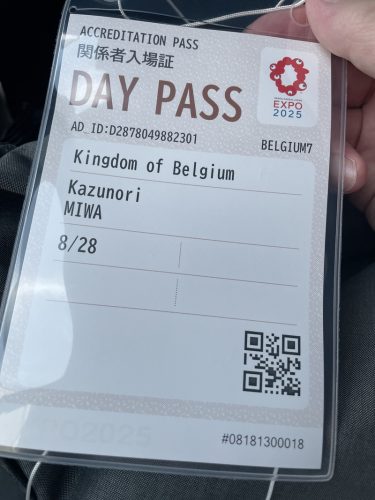 ACCREDITATION PASS
関係者入場証
DAY PASS
EXPO
2025
AD_ID:D2878049882301
BELGIUM7
Kingdom of Belgium
Kazunori
MIWA
8/28
#08181300018